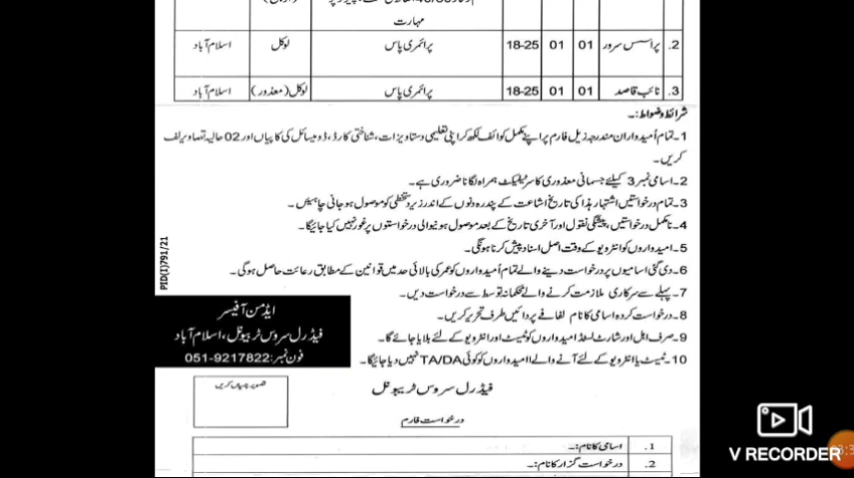 مہارت
2. پراسس سرور 01 01 18-25 پرائمری پاس لوکل اسلام آباد
3. نائب قاصد 01 01 18-25 پرائمری پاس لوکل (معذور) اسلام آباد
شرائط و ضوابط:۔
1۔ تمام اُمیدواران مندرجہ ذیل فارم پر اپنے مکمل کوائف لکھ کر اپنی تعلیمی دستاویزات، شناختی کارڈ، ڈومیسائل کی کاپیاں اور 02 حالیہ تصاویر لف
کریں۔
2۔ اسامی نمبر 3 کیلئے جسمانی معذوری کا سرٹیفکیٹ ہمراہ لگانا ضروری ہے۔
3۔ تمام درخواستیں اشتہار ہذا کی تاریخ اشاعت کے پندرہ دنوں کے اندر زیر دستخطی کو موصول ہو جانی چاہئیں۔
4۔ نامکمل درخواستیں، پیشگی نقول اور آخری تاریخ کے بعد موصول ہونیوالی درخواستوں پر غور نہیں کیا جائیگا۔
5۔ امیدواروں کو انٹرویو کے وقت اصل اسناد پیش کرنا ہونگی۔
6۔ دی گئی اسامیوں پر درخواست دینے والے تمام اُمیدواروں کو عمر کی بالائی حد میں قوانین کے مطابق رعائت حاصل ہوگی۔
7۔ پہلے سے سرکاری ملازمت کرنے والے محکمانہ توسط سے درخواست دیں۔
8۔ درخواست کردہ اسامی کا نام لفافے پر دائیں طرف تحریر کریں۔
9۔ صرف اہل اور شارٹ لسٹڈ امیدواروں کو ٹیسٹ اور انٹرویو کے لئے بلایا جائے گا۔
10۔ ٹیسٹ یا انٹرویو کے لئے آنے والے امیدواروں کو کوئی TA/DA نہیں دیا جائیگا۔
PID(I)791/21
ایڈمن آفیسر
فیڈرل سروس ٹربیونل، اسلام آباد
فون نمبر: 051-9217822
فیڈرل سروس ٹریبونل
تصویر چسپاں کریں
درخواست فارم
1. اسامی کا نام:۔
2. درخواست گزار کا نام:۔
V RECORDER